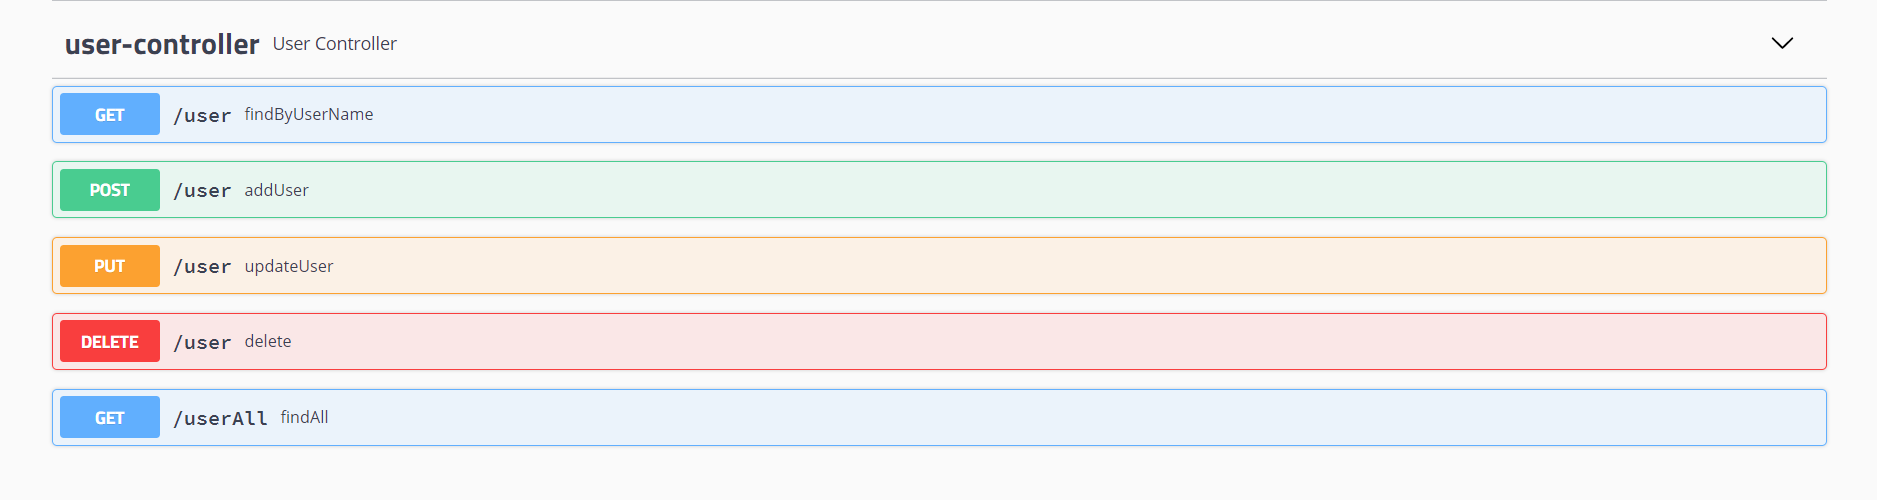 user-controller User Controller
GET /user findByUserName
POST /user addUser
PUT /user updateUser
DELETE /user delete
GET /userAll findAll